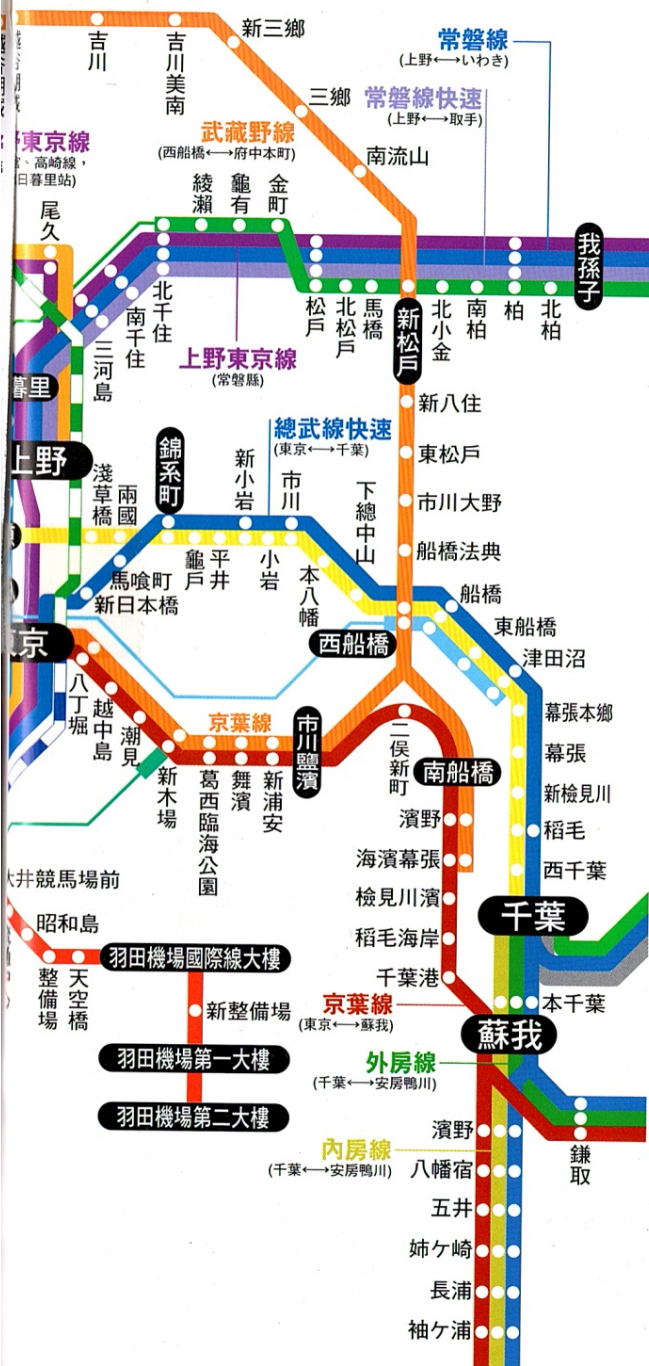 吉川
吉川美南
新三鄉
三鄉
南流山
常磐線
(上野←→いわき)
常磐線快速
(上野←→取手)
武藏野線
(西船橋←→府中本町)
東京線
高崎線，
日暮里站)
尾久
綾瀨
龜有
金町
我孫子
北千住
南千住
三河島
松戶
北松戶
馬橋
新松戶
北小金
南柏
柏
北柏
上野東京線
(常磐縣)
暮里
上野
新八住
東松戶
市川大野
船橋法典
總武線快速
(東京←→千葉)
淺草橋
兩國
錦系町
新小岩
市川
下總中山
龜戶
平井
小岩
本八幡
馬喰町
新日本橋
西船橋
船橋
東船橋
津田沼
京
八丁堀
越中島
潮見
新木場
京葉線
葛西臨海公園
舞濱
新浦安
市川鹽濱
二俣新町
南船橋
幕張本鄉
幕張
新檢見川
稻毛
西千葉
濱野
海濱幕張
檢見川濱
稻毛海岸
千葉港
千葉
本千葉
蘇我
京葉線
(東京←→蘇我)
外房線
(千葉←→安房鴨川)
內房線
(千葉←→安房鴨川)
大井競馬場前
昭和島
整備場
天空橋
羽田機場國際線大樓
新整備場
羽田機場第一大樓
羽田機場第二大樓
鎌取
濱野
八幡宿
五井
姉ケ崎
長浦
袖ケ浦